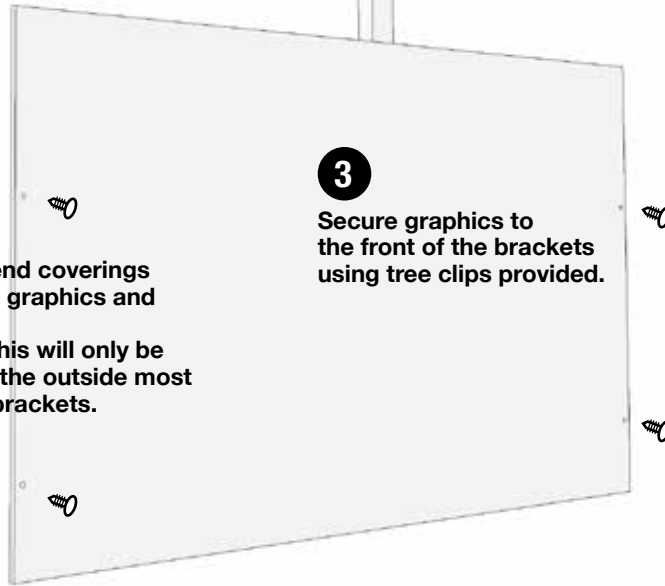 3
Secure graphics to
the front of the brackets
using tree clips provided.
end coverings
graphics and
his will only be
the outside most
brackets.